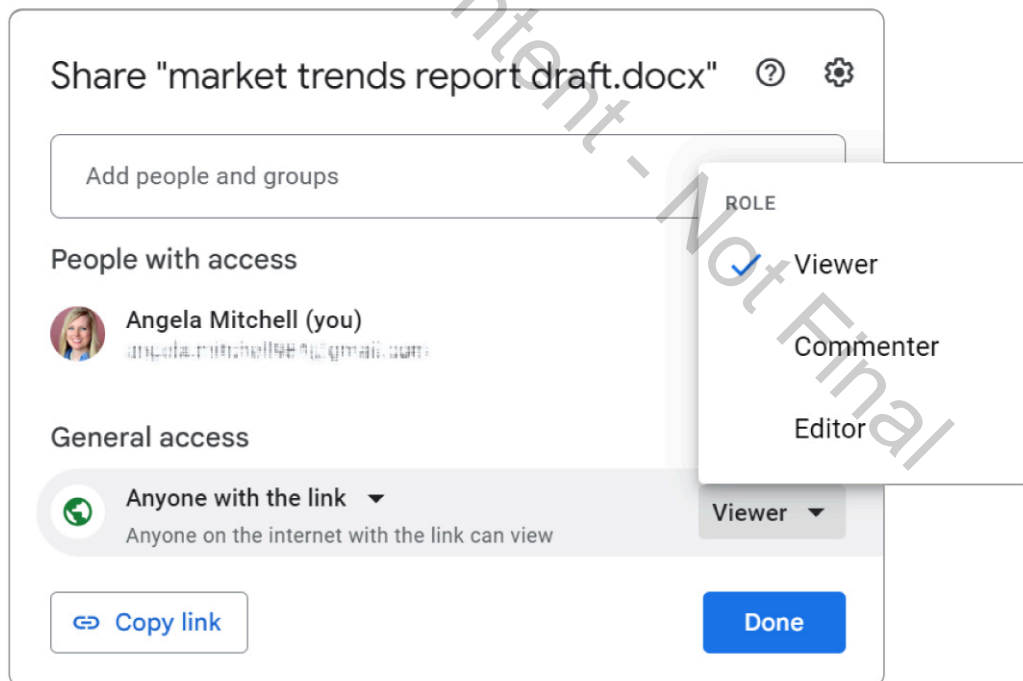 Share "market trends report draft.docx"
Add people and groups
ROLE
Viewer
Commenter
Editor
People with access
Angela Mitchell (you)
General access
Anyone with the link
Anyone on the internet with the link can view
Viewer
Copy link
Done
- Not Final